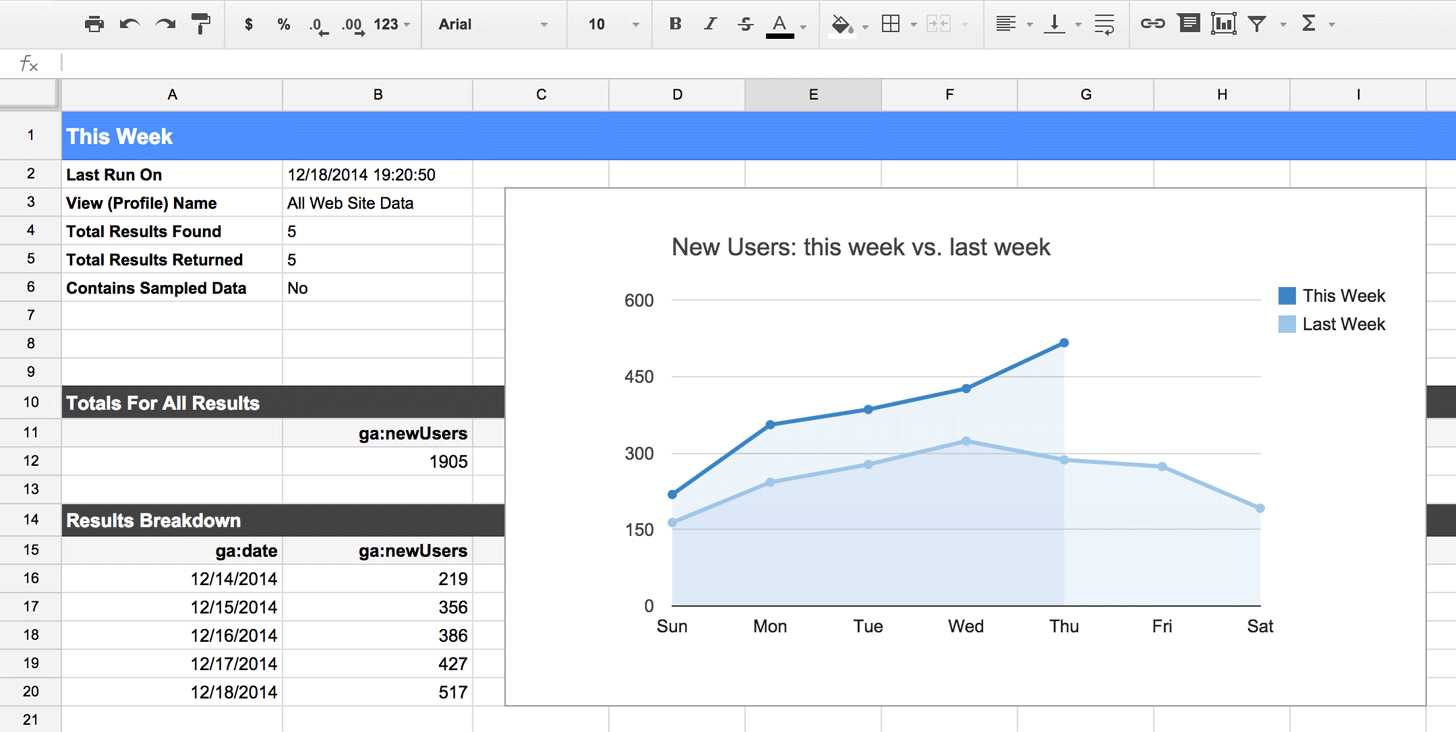 $ % .0 .00 123 Arial 10 B I S A Σ
fx
A B C D E F G H I
1 This Week
2 Last Run On 12/18/2014 19:20:50
3 View (Profile) Name All Web Site Data
4 Total Results Found 5
5 Total Results Returned 5
6 Contains Sampled Data No
7
8
9
10 Totals For All Results
11 ga:newUsers
12 1905
13
14 Results Breakdown
15 ga:date ga:newUsers
16 12/14/2014 219
17 12/15/2014 356
18 12/16/2014 386
19 12/17/2014 427
20 12/18/2014 517
21
New Users: this week vs. last week
This Week
Last Week
600
450
300
150
0
Sun Mon Tue Wed Thu Fri Sat